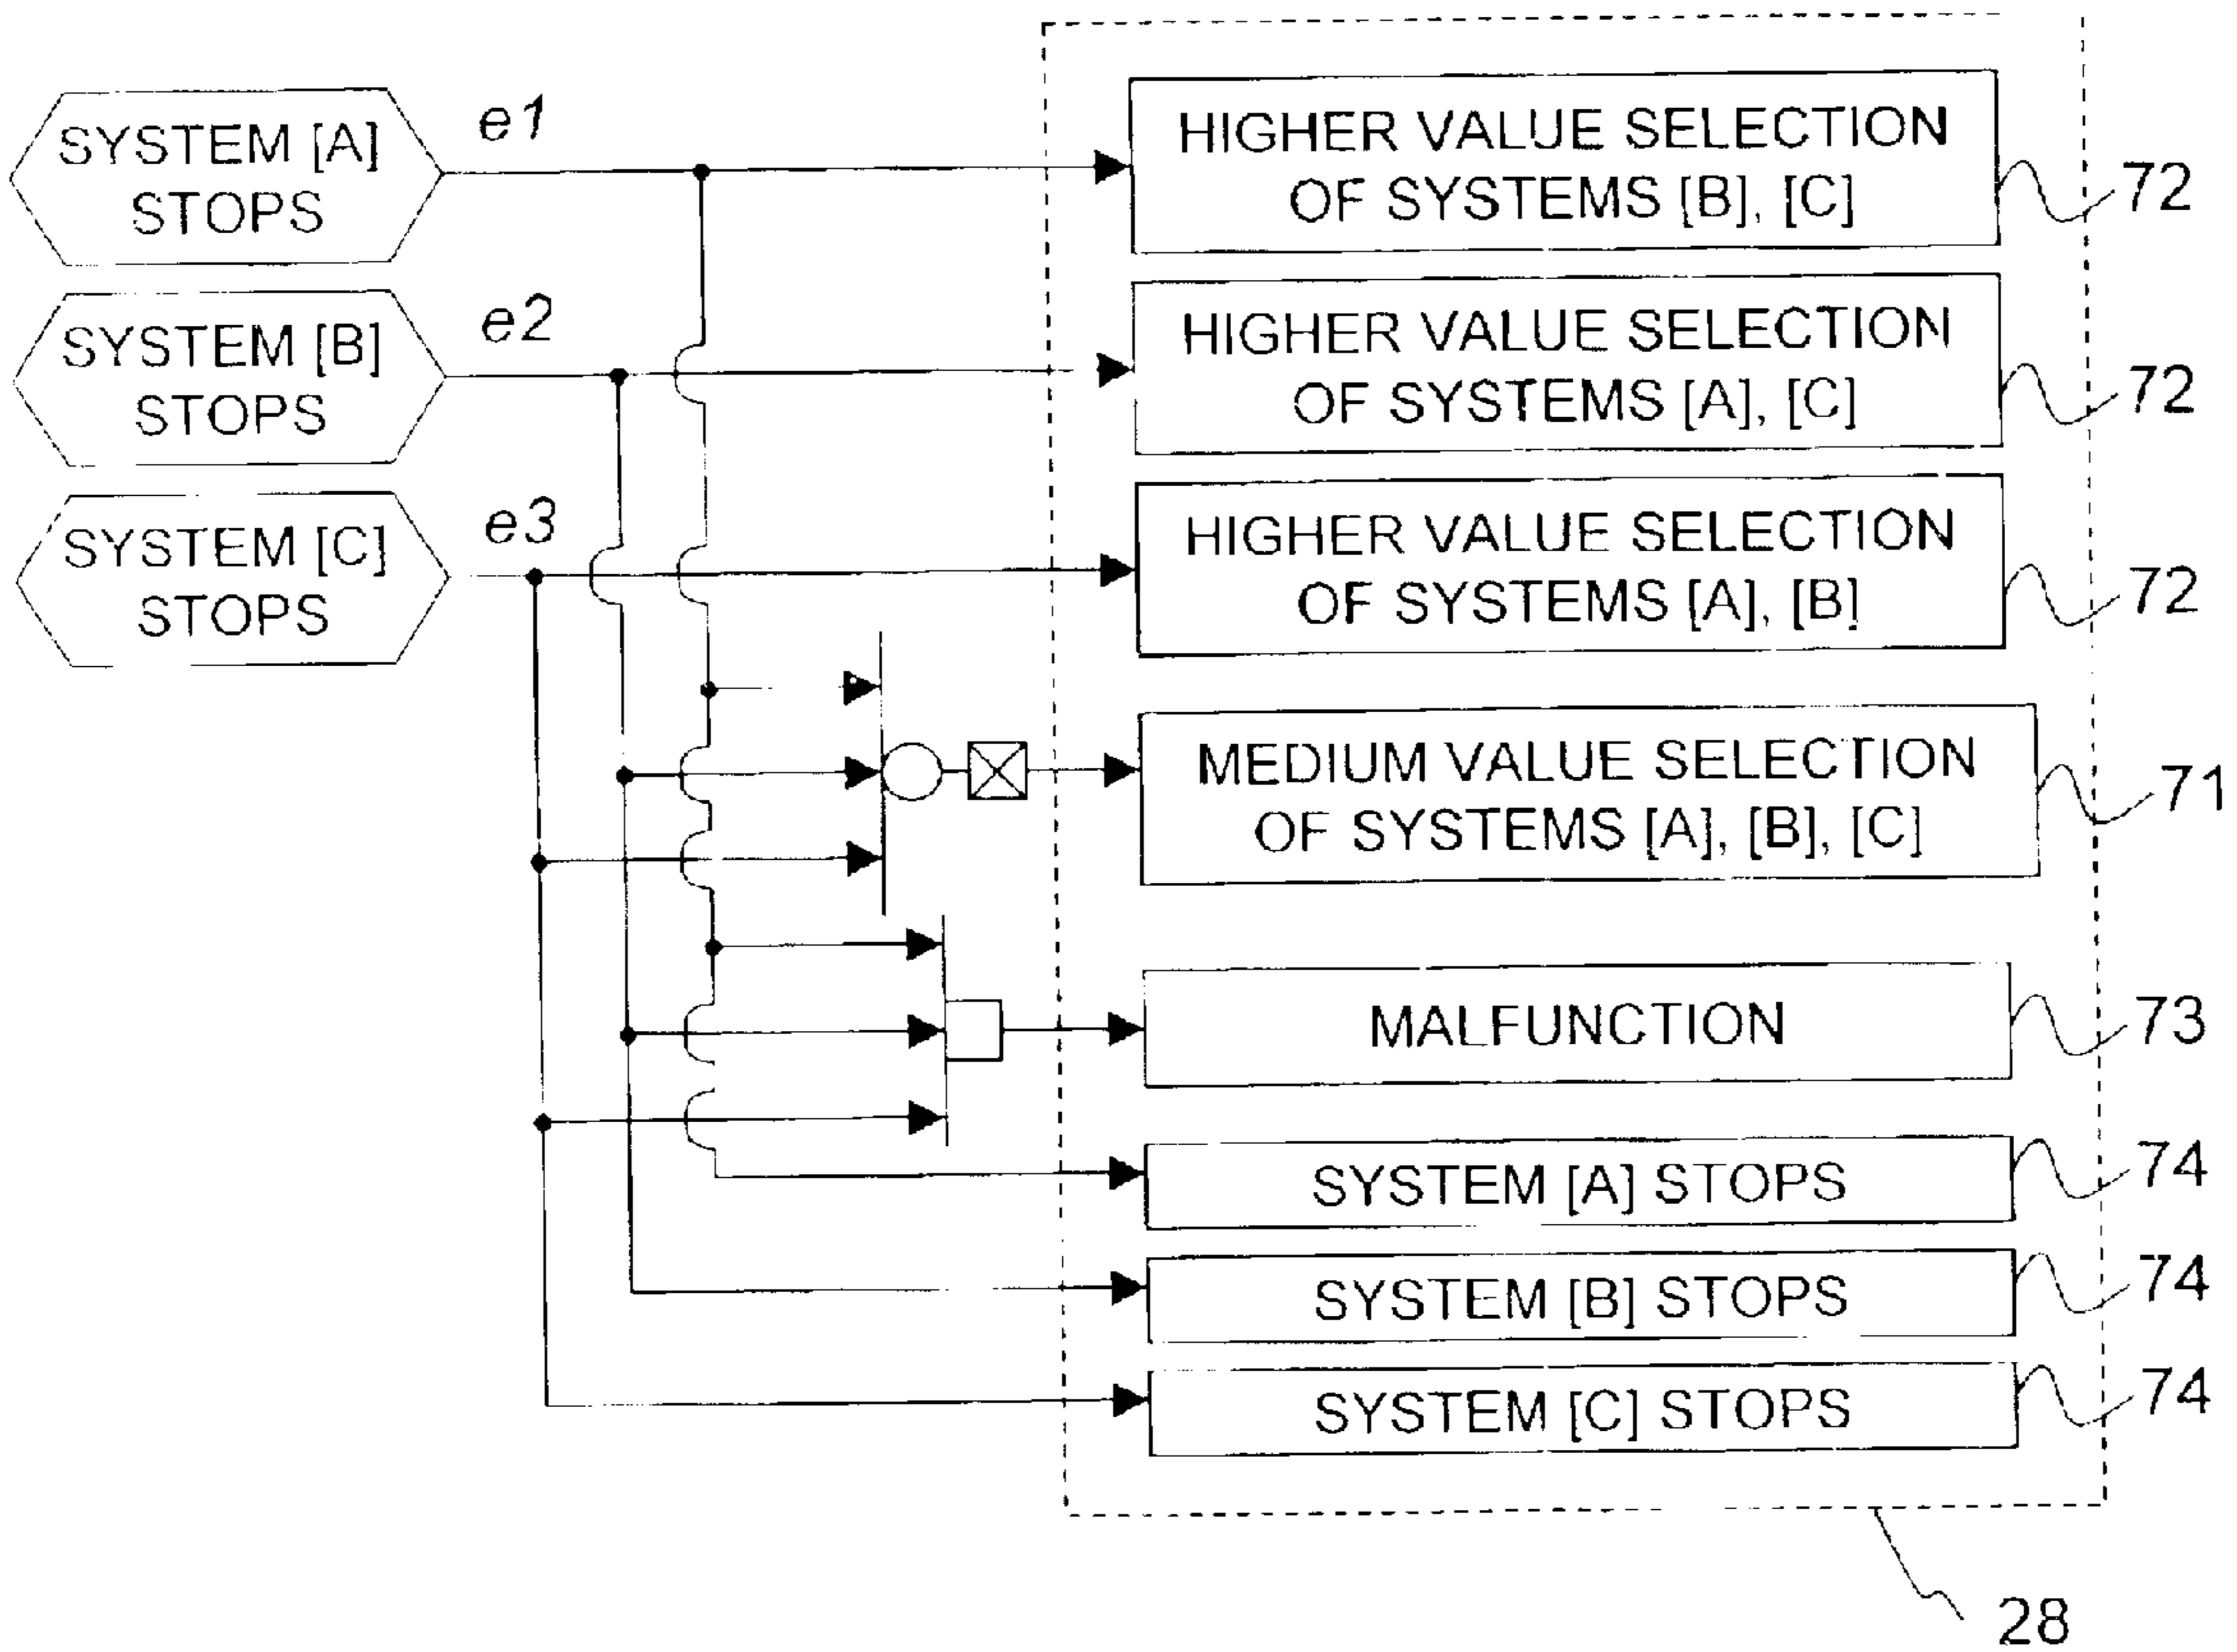 SYSTEM [A]
STOPS
e1
HIGHER VALUE SELECTION
OF SYSTEMS [B], [C]
72
SYSTEM [B]
STOPS
e2
HIGHER VALUE SELECTION
OF SYSTEMS [A], [C]
72
SYSTEM [C]
STOPS
e3
HIGHER VALUE SELECTION
OF SYSTEMS [A], [B]
72
MEDIUM VALUE SELECTION
OF SYSTEMS [A], [B], [C]
71
MALFUNCTION
73
SYSTEM [A] STOPS
74
SYSTEM [B] STOPS
74
SYSTEM [C] STOPS
74
28